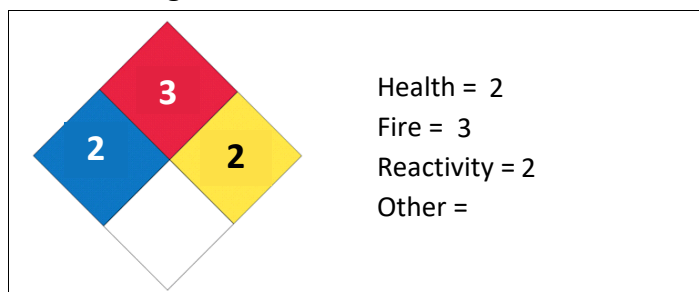 3
2
2
Health = 2
Fire = 3
Reactivity = 2
Other =